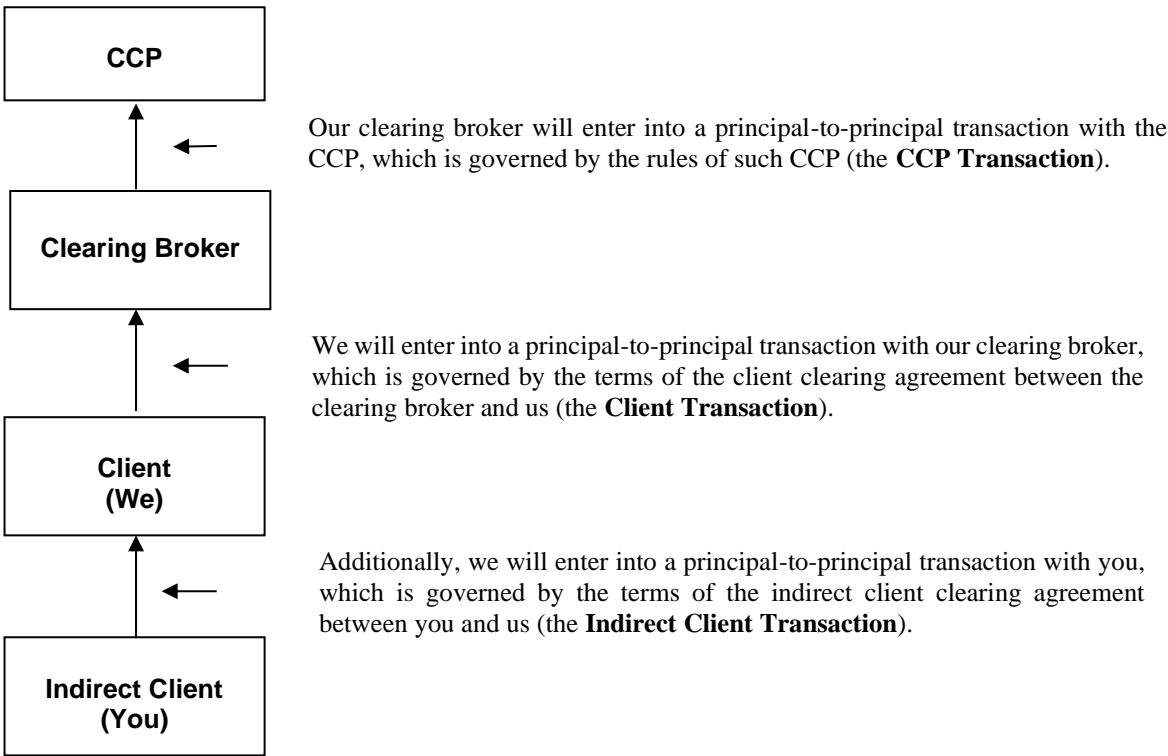 CCP
Our clearing broker will enter into a principal-to-principal transaction with the
CCP, which is governed by the rules of such CCP (the CCP Transaction).
Clearing Broker
We will enter into a principal-to-principal transaction with our clearing broker,
which is governed by the terms of the client clearing agreement between the
clearing broker and us (the Client Transaction).
Client
(We)
Additionally, we will enter into a principal-to-principal transaction with you,
which is governed by the terms of the indirect client clearing agreement
between you and us (the Indirect Client Transaction).
Indirect Client
(You)